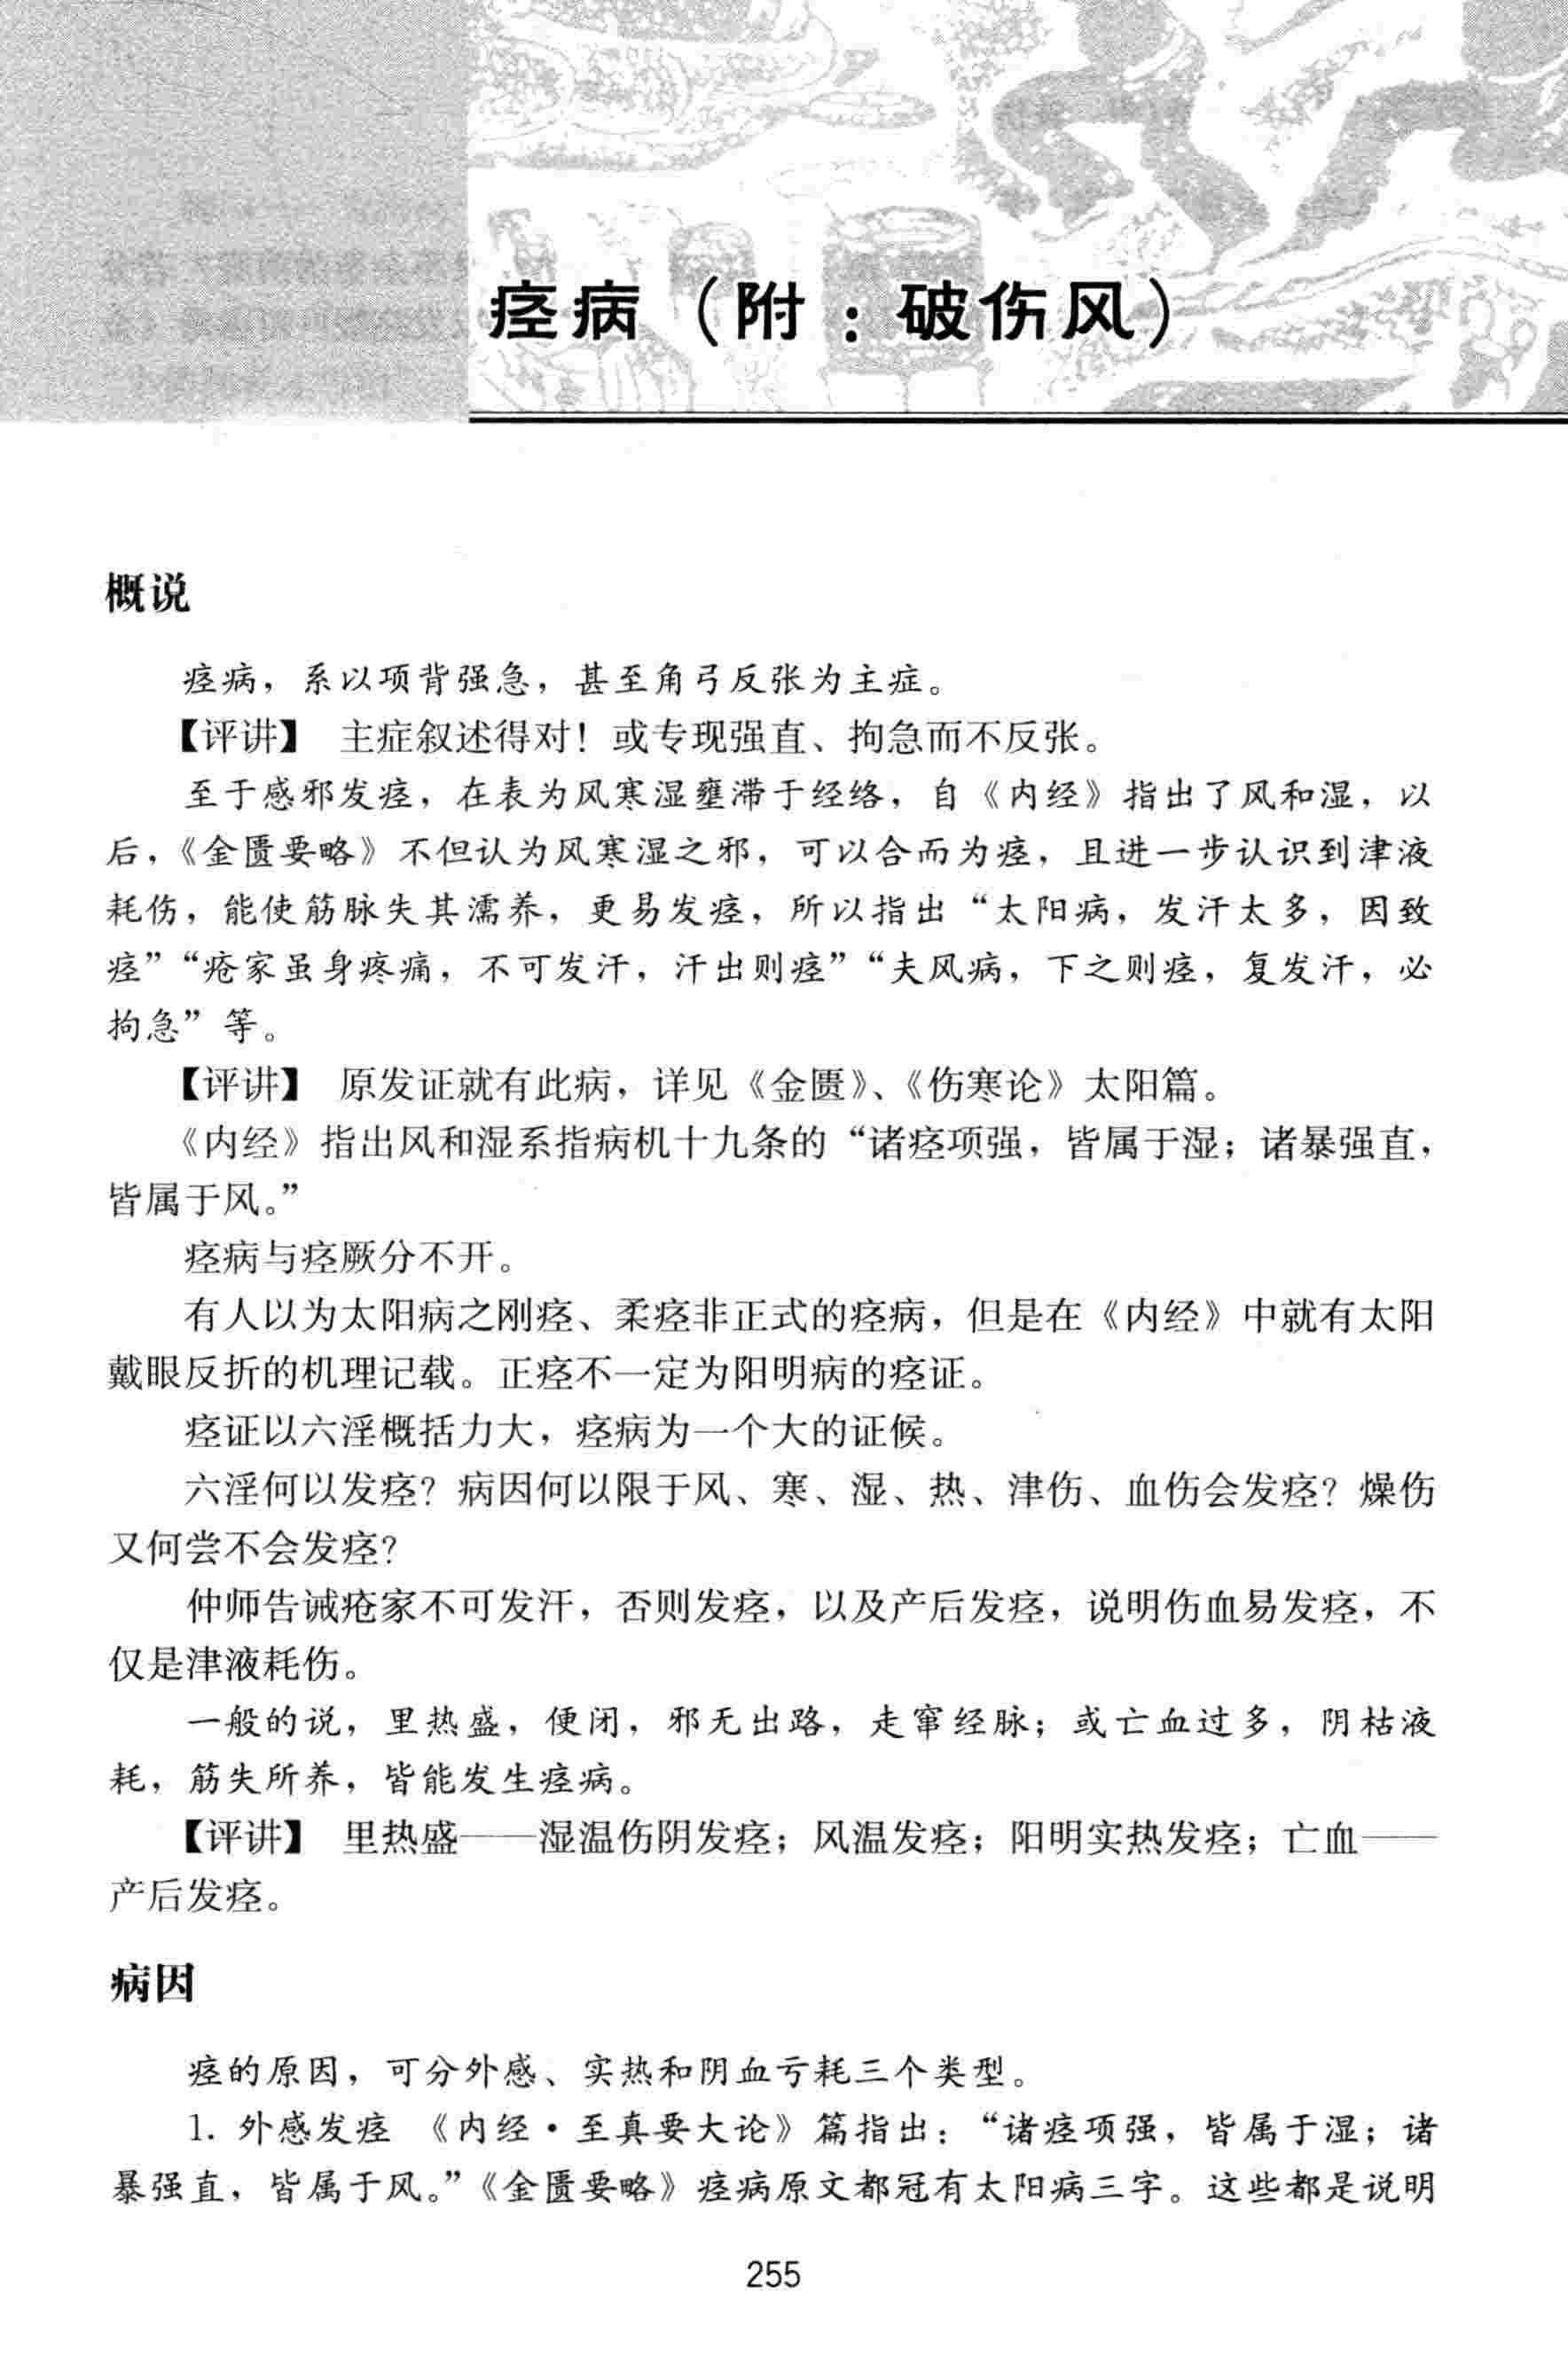 痉病（附：破伤风）
概说
痉病，系以项背强急，甚至角弓反张为主症。
【评讲】 主症叙述得对！或专现强直、拘急而不反张。
至于感邪发痉，在表为风寒湿壅滞于经络，自《内经》指出了风和湿，以
后，《金匮要略》不但认为风寒湿之邪，可以合而为痉，且进一步认识到津液
耗伤，能使筋脉失其濡养，更易发痉，所以指出“太阳病，发汗太多，因致
痉”“疮家虽身疼痛，不可发汗，汗出则痉”“夫风病，下之则痉，复发汗，必
拘急”等。
【评讲】 原发证就有此病，详见《金匮》、《伤寒论》太阳篇。
《内经》指出风和湿系指病机十九条的“诸痉项强，皆属于湿；诸暴强直，
皆属于风。”
痉病与痉厥分不开。
有人以为太阳病之刚痉、柔痉非正式的痉病，但是在《内经》中就有太阳
戴眼反折的机理记载。正痉不一定为阳明病的痉证。
痉证以六淫概括力大，痉病为一个大的证候。
六淫何以发痉？病因何以限于风、寒、湿、热、津伤、血伤会发痉？燥伤
又何尝不会发痉？
仲师告诫疮家不可发汗，否则发痉，以及产后发痉，说明伤血易发痉，不
仅是津液耗伤。
一般的说，里热盛，便闭，邪无出路，走窜经脉；或亡血过多，阴枯液
耗，筋失所养，皆能发生痉病。
【评讲】 里热盛——湿温伤阴发痉；风温发痉；阳明实热发痉；亡血——
产后发痉。
病因
痉的原因，可分外感、实热和阴血亏耗三个类型。
1. 外感发痉 《内经·至真要大论》篇指出：“诸痉项强，皆属于湿；诸
暴强直，皆属于风。”《金匮要略》痉病原文都冠有太阳病三字。这些都是说明
255